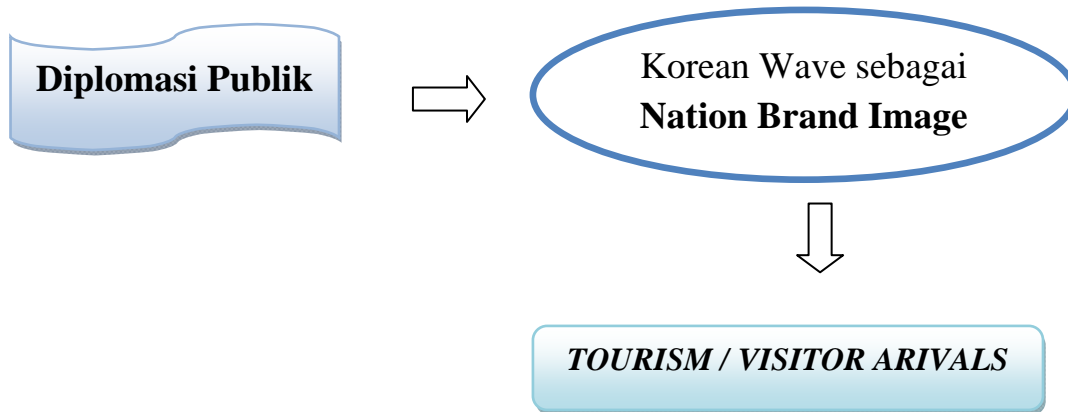 Diplomasi Publik
Korean Wave sebagai
Nation Brand Image
TOURISM / VISITOR ARIVALS